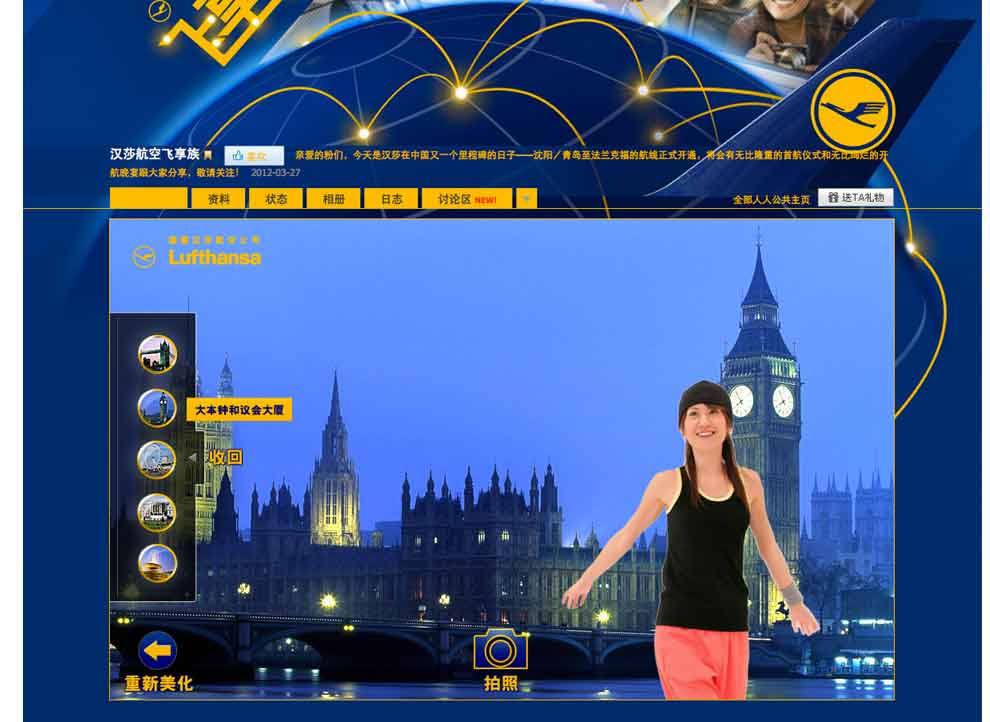 汉莎航空飞享族
喜欢
亲爱的粉们，今天是汉莎在中国又一个里程碑的日子——沈阳／青岛至法兰克福的航线正式开通，将会有无比隆重的首航仪式和无比绚烂的开
航晚宴跟大家分享，敬请关注！ 2012-03-27
资料 状态 相册 日志 讨论区 NEW!
全部人人公共主页 送TA礼物
德国汉莎航空公司
Lufthansa
大本钟和议会大厦
收回
重新美化
拍照